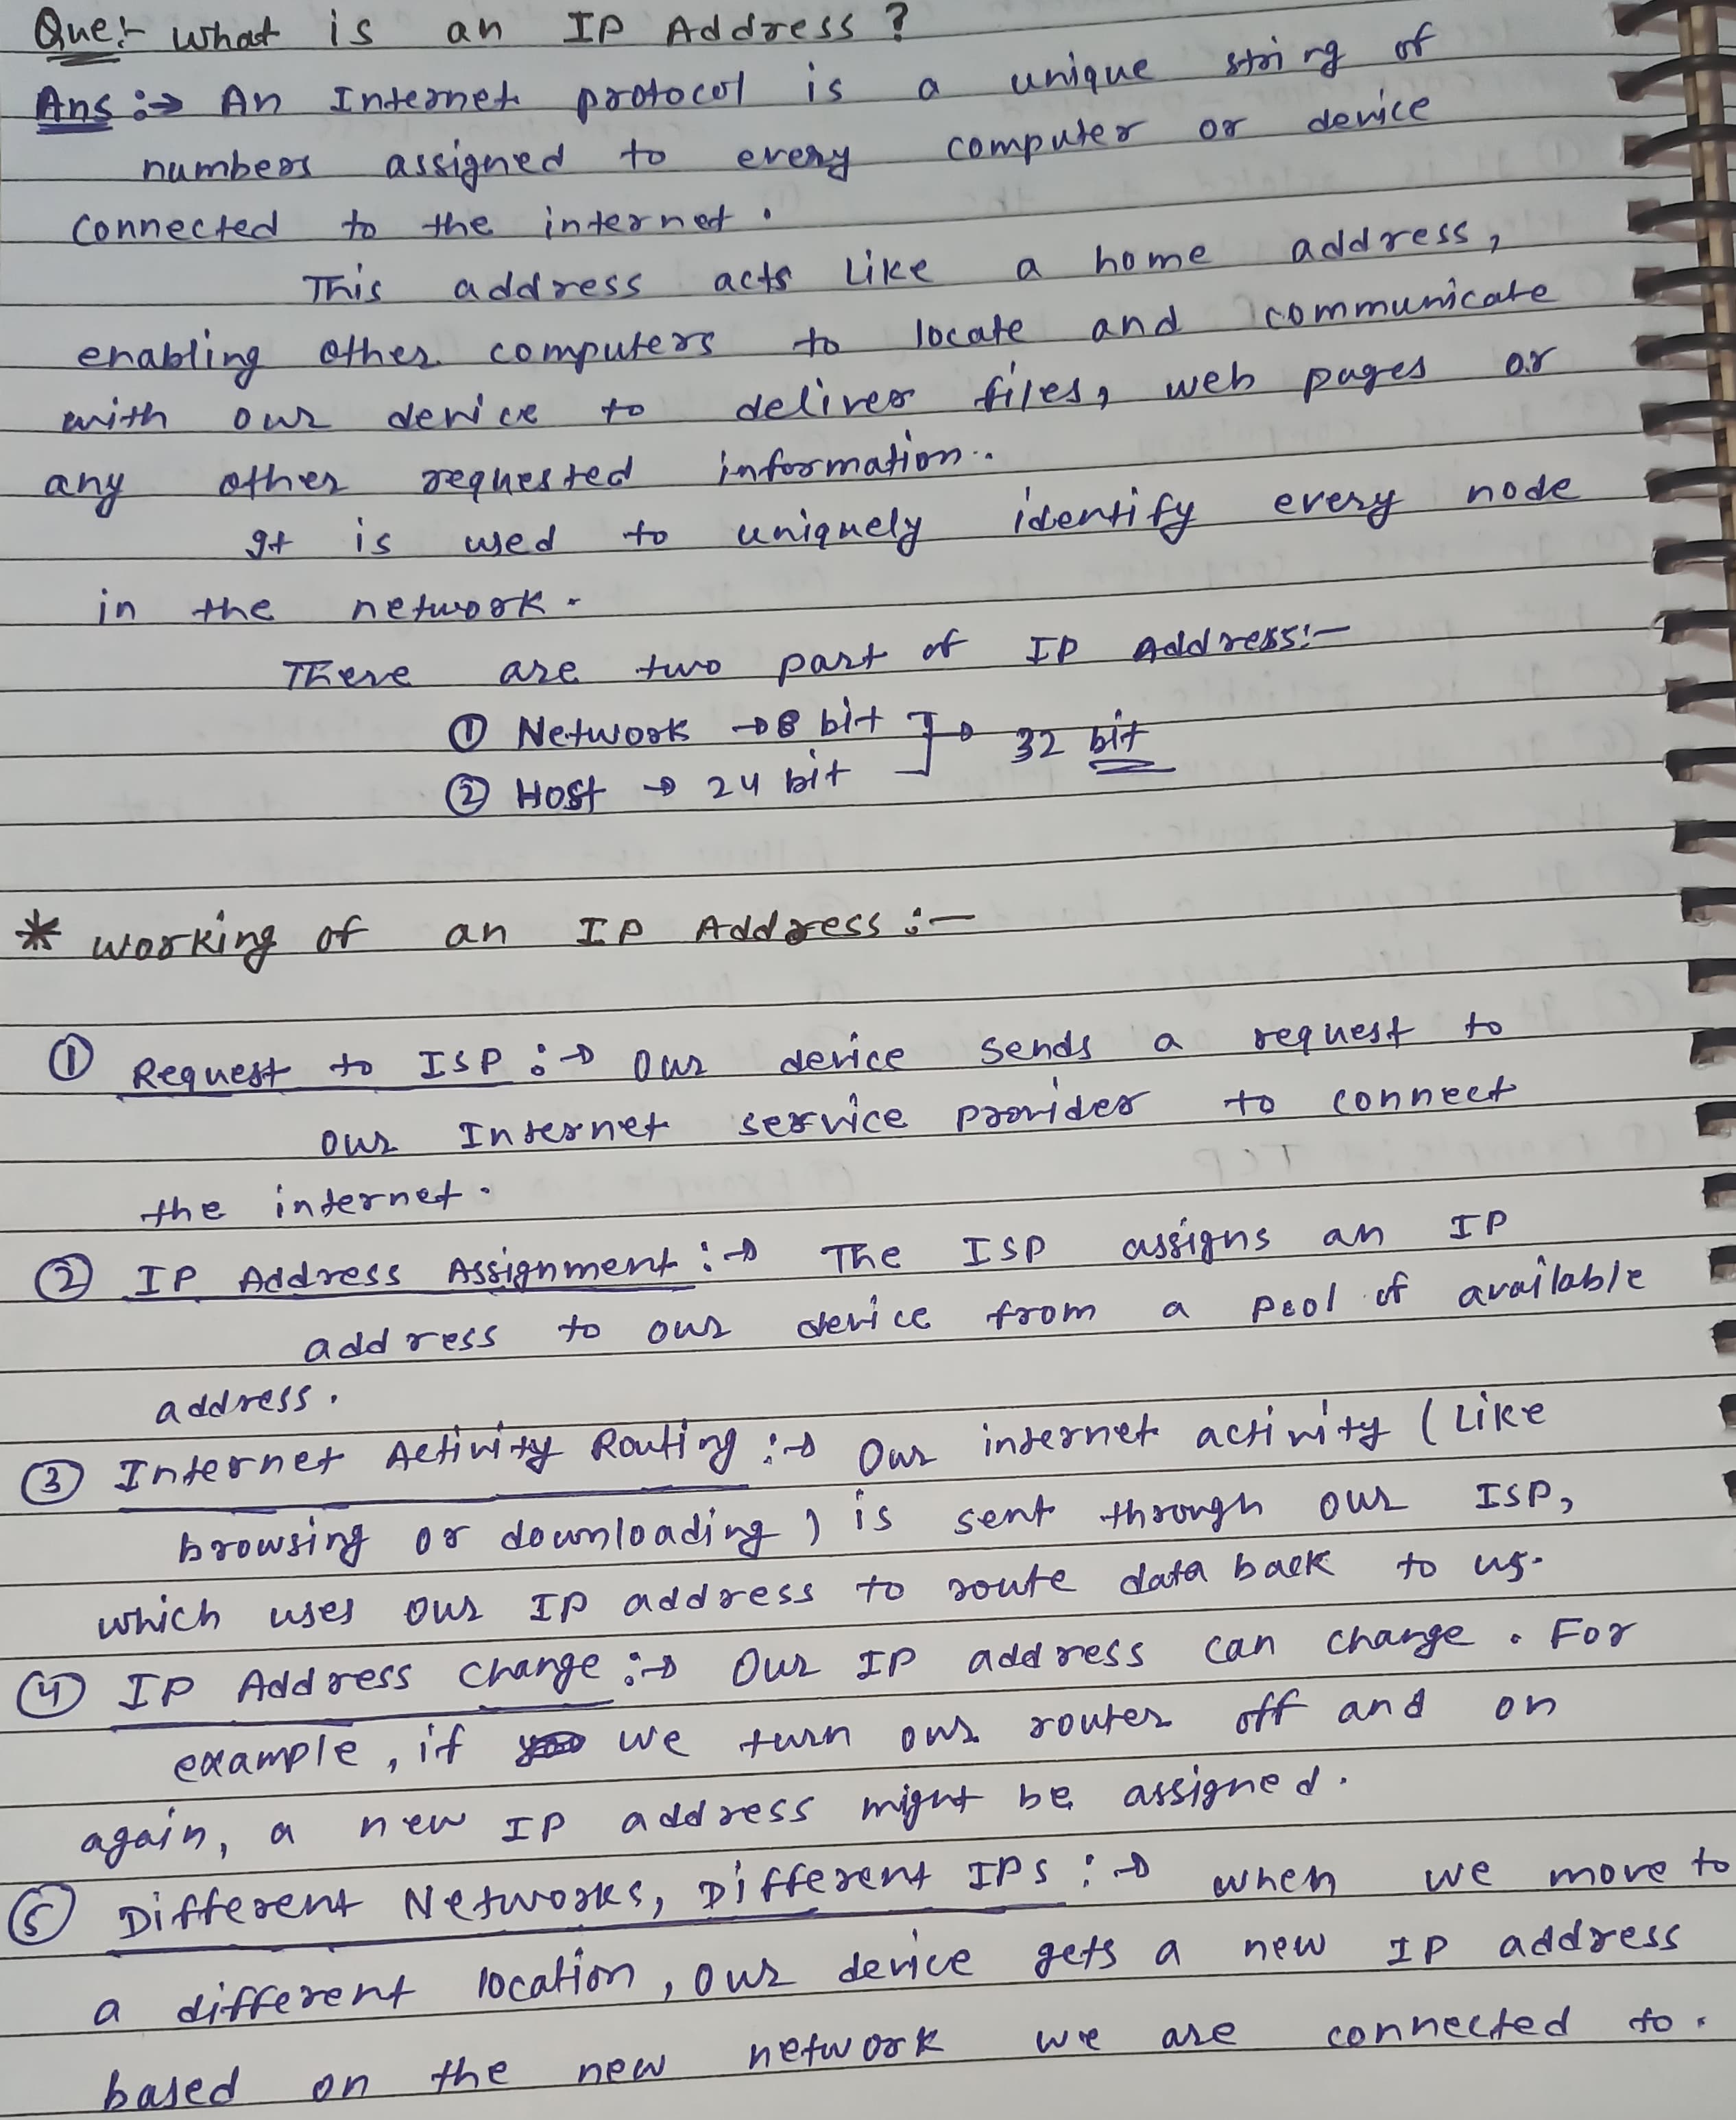 Que:- What is an IP Address ?
Ans :→ An Internet protocol is a unique string of
numbers assigned to every computer or device
connected to the internet .
This address acts like a home address,
enabling other computers to locate and communicate
with our device to deliver files, web pages or
any other requested information..
It is used to uniquely identify every node
in the network .
There are two part of IP Address:-
① Network → 8 bit ]→ 32 bit
② Host → 24 bit
* Working of an IP Address :-
① Request to ISP :→ Our device sends a request to
our Internet service provider to connect
the internet .
② IP Address Assignment :→ The ISP assigns an IP
address to our device from a pool of available
address .
③ Internet Activity Routing :→ Our internet activity (Like
browsing or downloading) is sent through our ISP,
which uses our IP address to route data back to us.
④ IP Address Change :→ Our IP address can change . For
example, if we turn our router off and on
again, a new IP address might be assigned .
⑤ Different Networks, Different IPs :→ when we move to
a different location, our device gets a new IP address
based on the new network we are connected to .